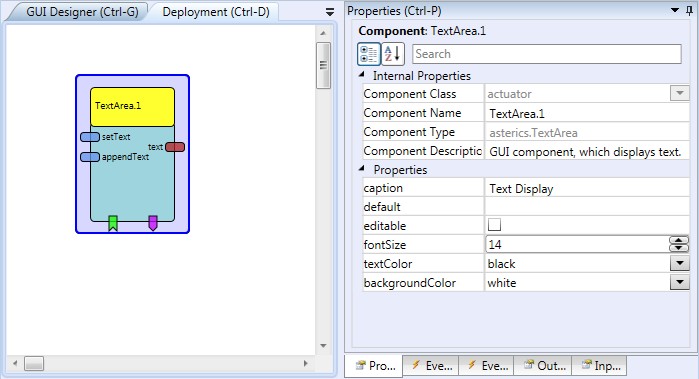 GUI Designer (Ctrl-G) Deployment (Ctrl-D)
TextArea.1
setText
text
appendText
Properties (Ctrl-P)
Component: TextArea.1
A Z Search
Internal Properties
Component Class actuator
Component Name TextArea.1
Component Type asterics.TextArea
Component Descriptio GUI component, which displays text.
Properties
caption Text Display
default
editable
fontSize 14
textColor black
backgroundColor white
Pro... Eve... Eve... Out... Inp...